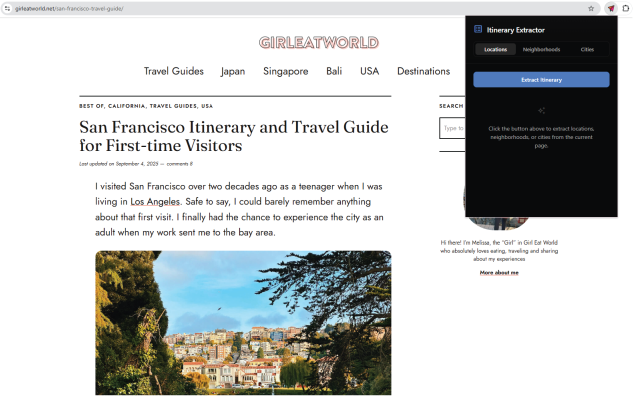 girleatworld.net/san-francisco-travel-guide/
GIRLEATWORLD
Travel Guides Japan Singapore Bali USA Destinations
BEST OF, CALIFORNIA, TRAVEL GUIDES, USA
San Francisco Itinerary and Travel Guide
for First-time Visitors
Last updated on September 4, 2025 — comments 8
I visited San Francisco over two decades ago as a teenager when I was
living in Los Angeles. Safe to say, I could barely remember anything
about that first visit. I finally had the chance to experience the city as an
adult when my work sent me to the bay area.
SEARCH
Type to
Hi there! I'm Melissa, the "Girl" in Girl Eat World
who absolutely loves eating, traveling and sharing
about my experiences
More about me
Itinerary Extractor
Locations Neighborhoods Cities
Extract Itinerary
Click the button above to extract locations,
neighborhoods, or cities from the current
page.